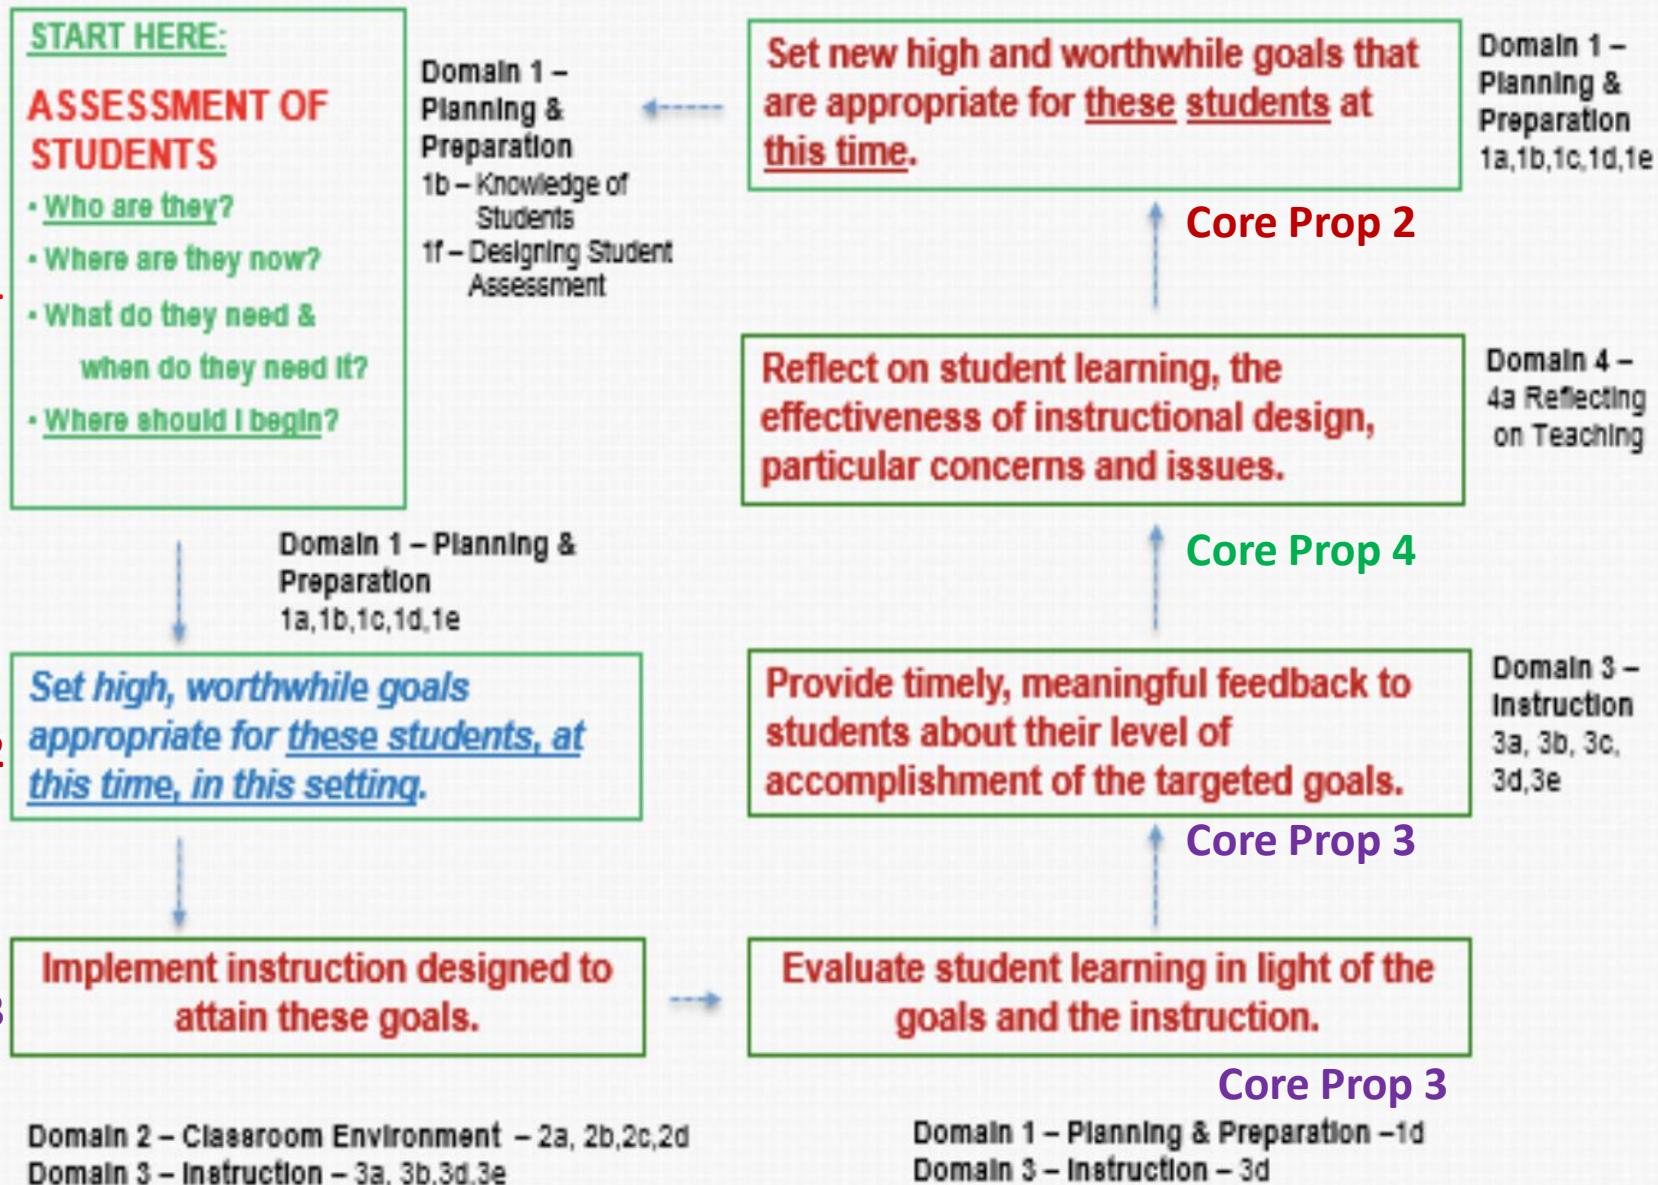 START HERE:
ASSESSMENT OF
STUDENTS
· Who are they?
· Where are they now?
· What do they need &
when do they need it?
· Where should I begin?
Domain 1 –
Planning &
Preparation
1b – Knowledge of
Students
1f – Designing Student
Assessment
Domain 1 – Planning &
Preparation
1a,1b,1c,1d,1e
Set high, worthwhile goals
appropriate for these students, at
this time, in this setting.
Implement instruction designed to
attain these goals.
3
Domain 2 – Classroom Environment – 2a, 2b,2c,2d
Domain 3 – Instruction – 3a, 3b,3d,3e
Evaluate student learning in light of the
goals and the instruction.
Core Prop 3
Domain 1 – Planning & Preparation –1d
Domain 3 – Instruction – 3d
Provide timely, meaningful feedback to
students about their level of
accomplishment of the targeted goals.
Core Prop 3
Domain 3 –
Instruction
3a, 3b, 3c,
3d,3e
Reflect on student learning, the
effectiveness of instructional design,
particular concerns and issues.
Core Prop 4
Domain 4 –
4a Reflecting
on Teaching
Set new high and worthwhile goals that
are appropriate for these students at
this time.
Core Prop 2
Domain 1 –
Planning &
Preparation
1a,1b,1c,1d,1e